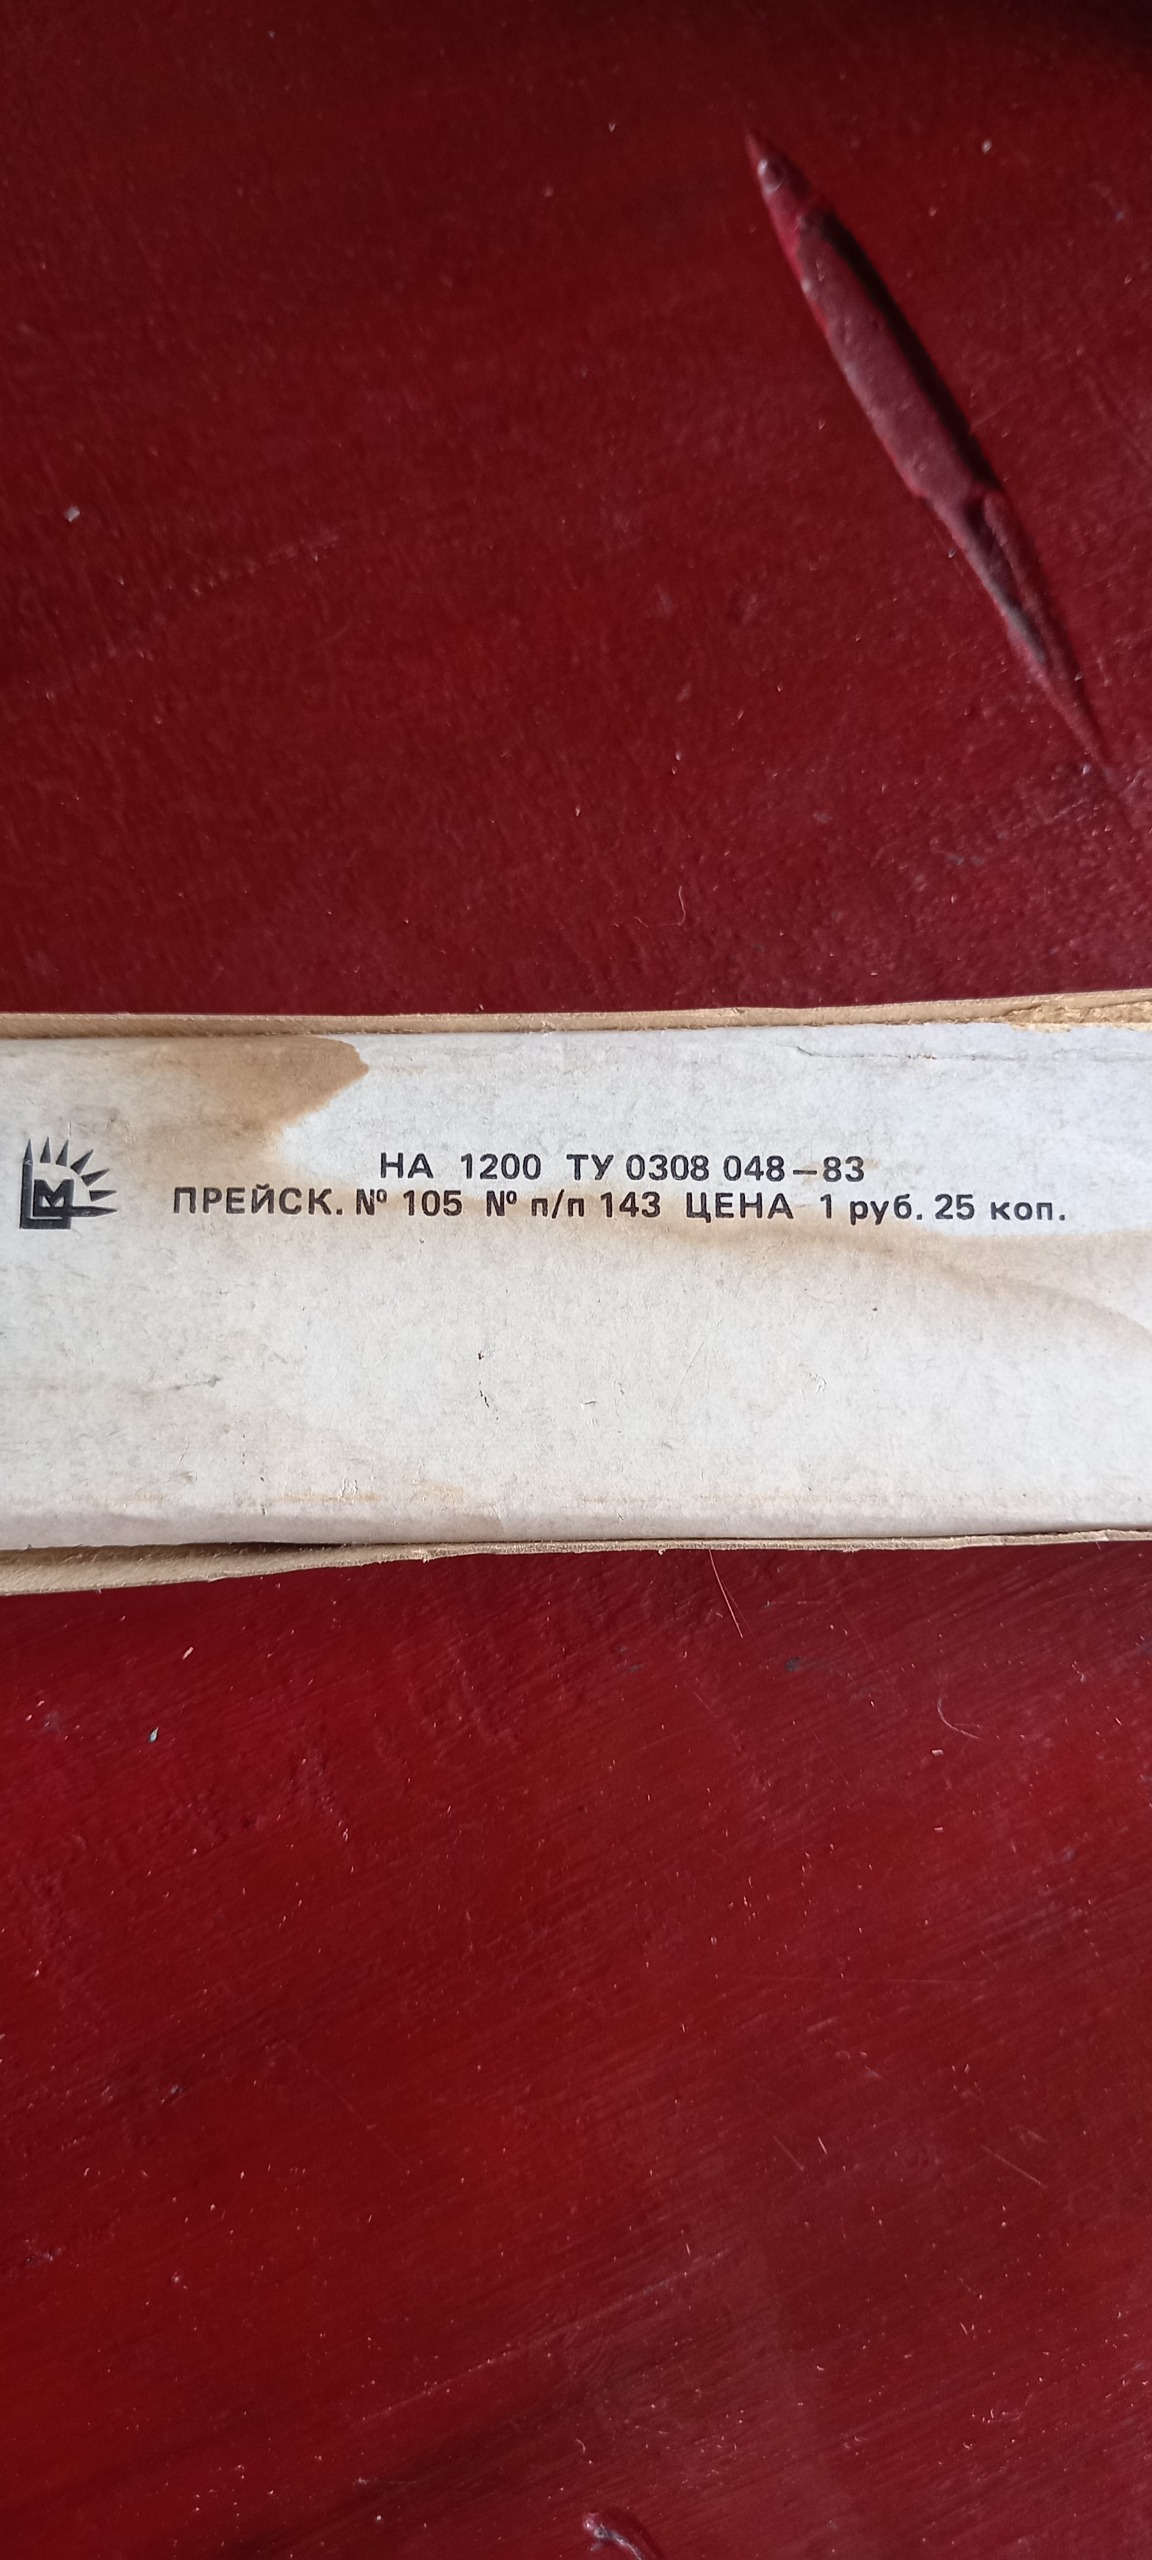 НА 1200 ТУ 0308 048–83
ПРЕЙСК. № 105 № п/п 143 ЦЕНА 1 руб. 25 коп.